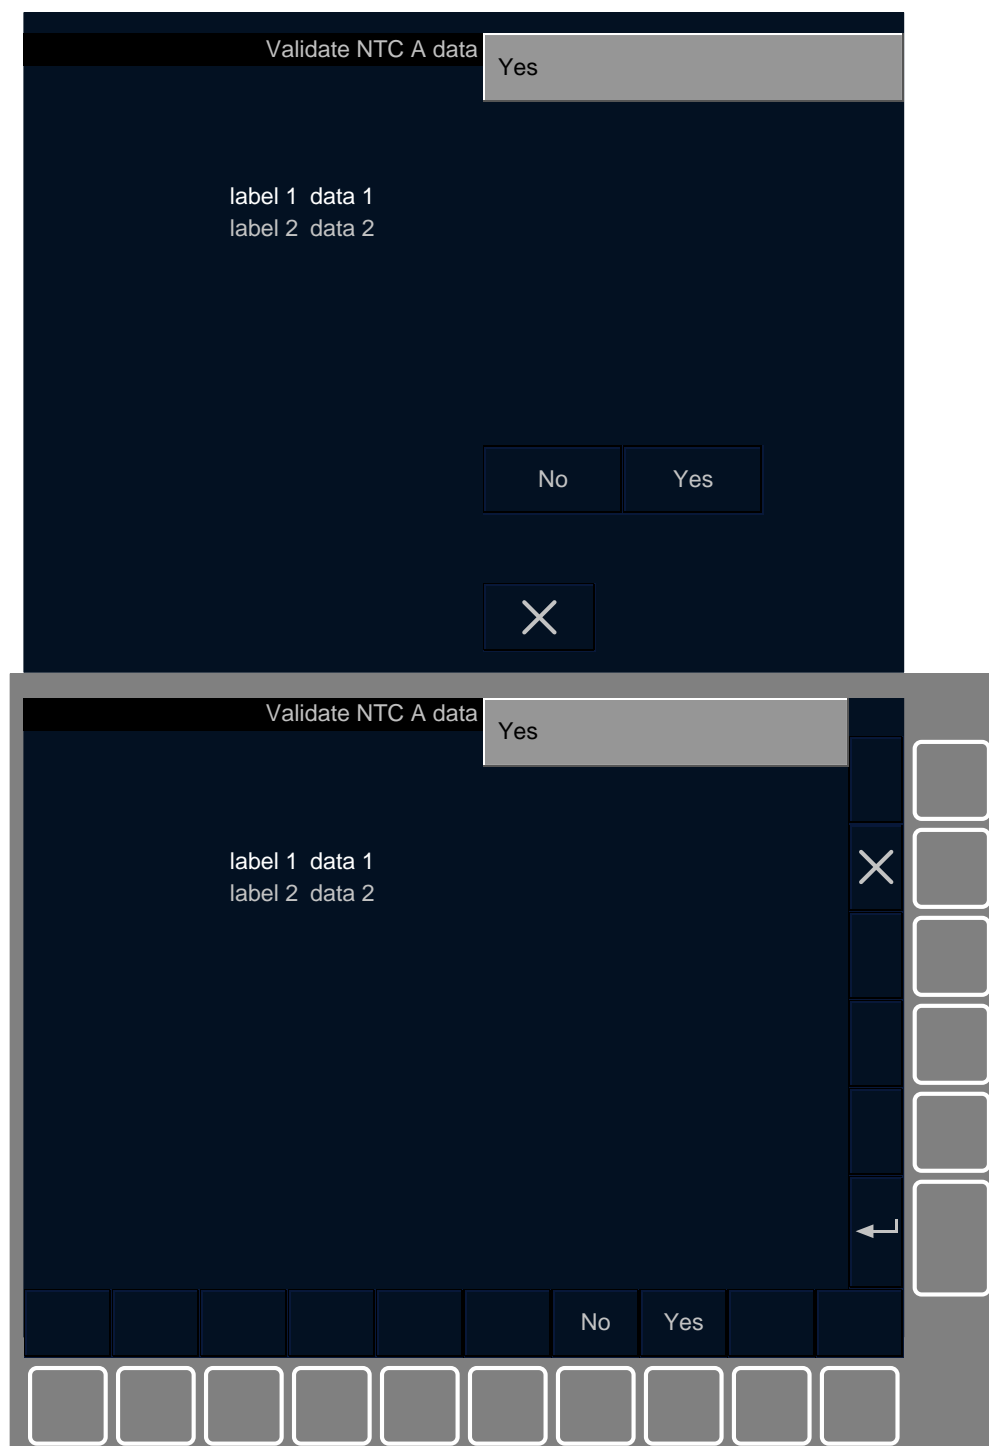 Validate NTC A data Yes
label 1 data 1
label 2 data 2
No Yes
Validate NTC A data Yes
label 1 data 1
label 2 data 2
No Yes